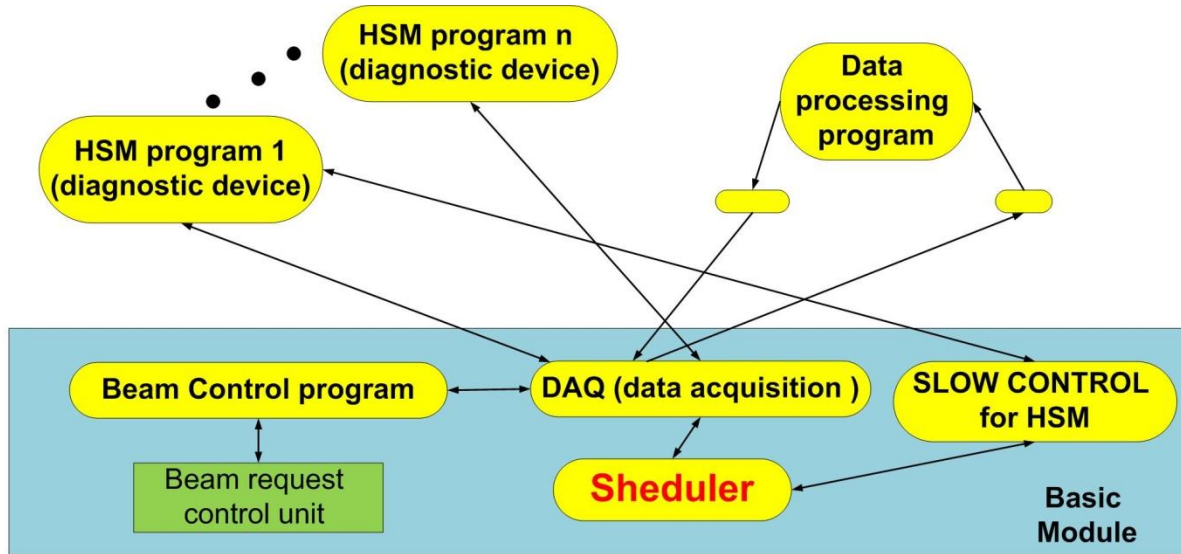 HSM program n
(diagnostic device)
Data
processing
program
HSM program 1
(diagnostic device)
Beam Control program
DAQ (data acquisition )
SLOW CONTROL
for HSM
Beam request
control unit
Sheduler
Basic
Module